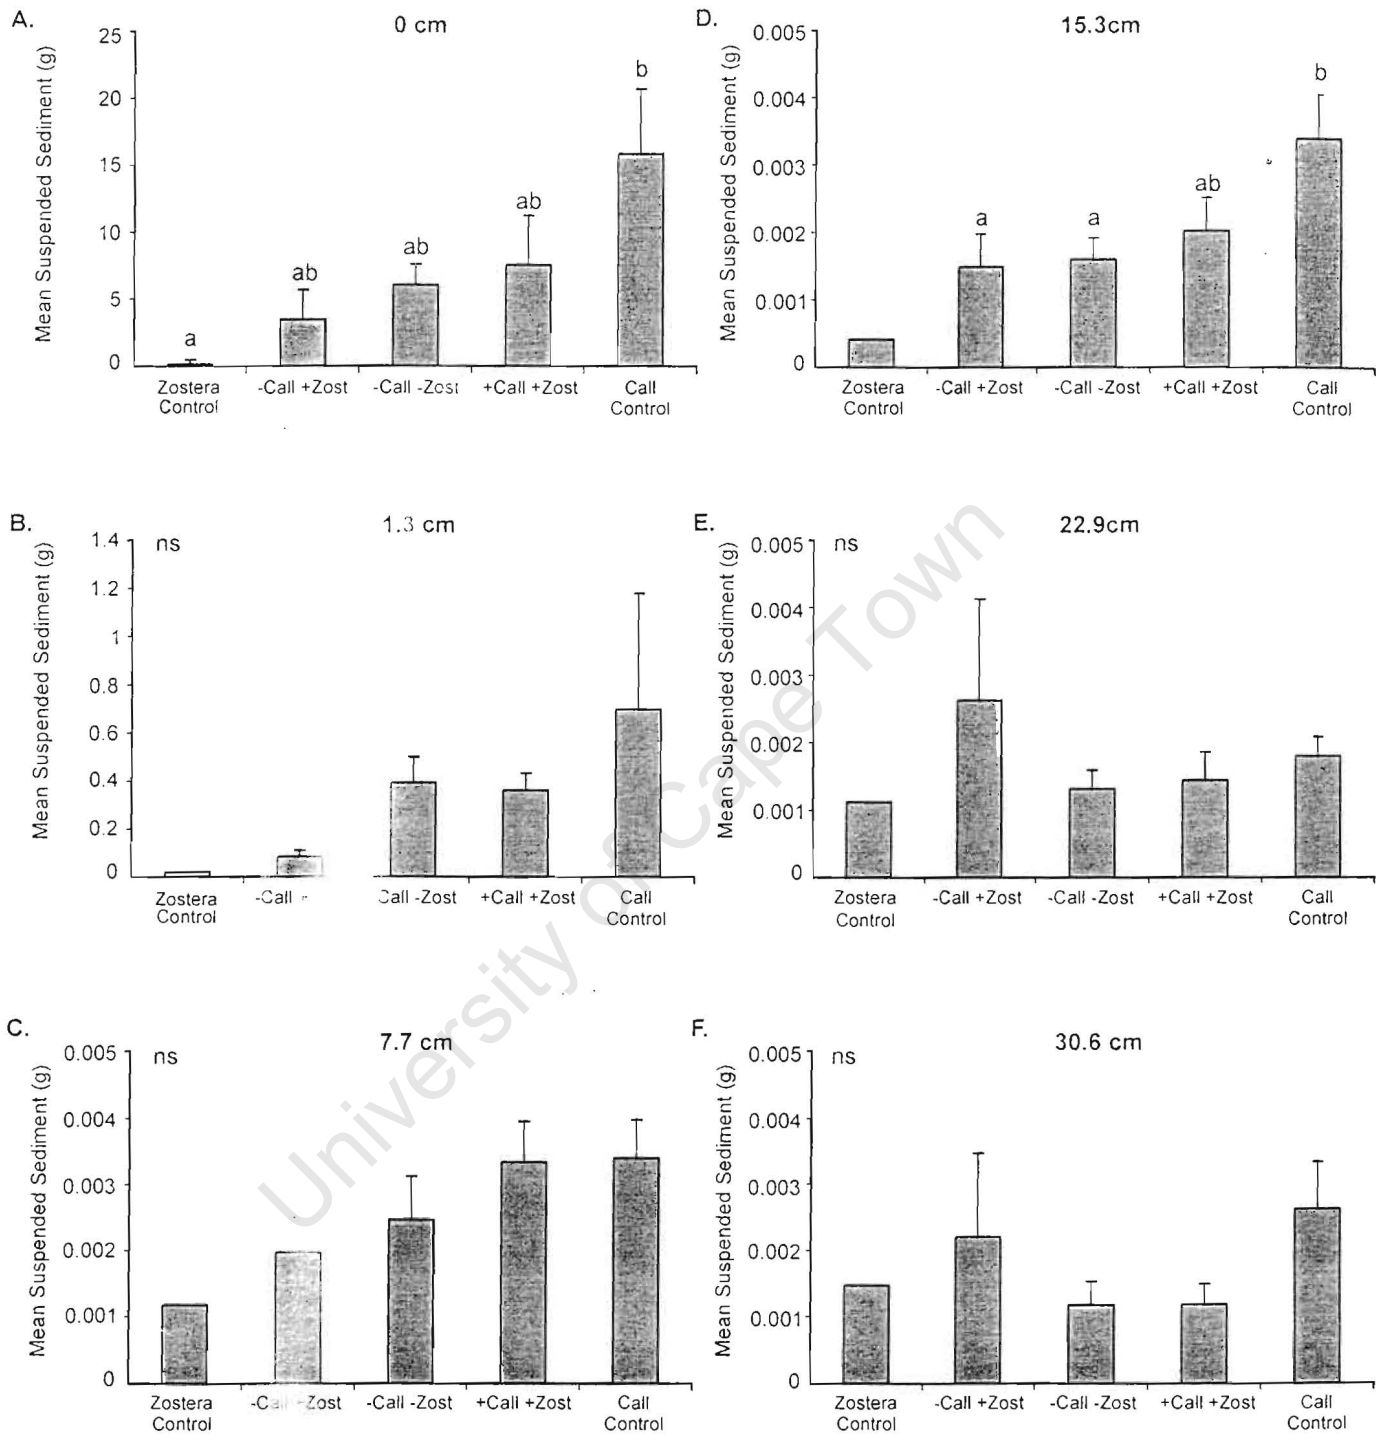 A.
0 cm
Mean Suspended Sediment (g)
25
20
15
10
5
0
a
ab
ab
ab
b
Zostera Control
-Call +Zost
-Call -Zost
+Call +Zost
Call Control
D.
15.3cm
Mean Suspended Sediment (g)
0.005
0.004
0.003
0.002
0.001
0
a
a
ab
b
Zostera Control
-Call +Zost
-Call -Zost
+Call +Zost
Call Control
B.
1.3 cm
ns
Mean Suspended Sediment (g)
1.4
1.2
1
0.8
0.6
0.4
0.2
0
Zostera Control
-Call
Call -Zost
+Call +Zost
Call Control
E.
22.9cm
ns
Mean Suspended Sediment (g)
0.005
0.004
0.003
0.002
0.001
0
Zostera Control
-Call +Zost
-Call -Zost
+Call +Zost
Call Control
C.
7.7 cm
ns
Mean Suspended Sediment (g)
0.005
0.004
0.003
0.002
0.001
0
Zostera Control
-Call +Zost
-Call -Zost
+Call +Zost
Call Control
F.
30.6 cm
ns
Mean Suspended Sediment (g)
0.005
0.004
0.003
0.002
0.001
0
Zostera Control
-Call +Zost
-Call -Zost
+Call +Zost
Call Control
University of Cape Town